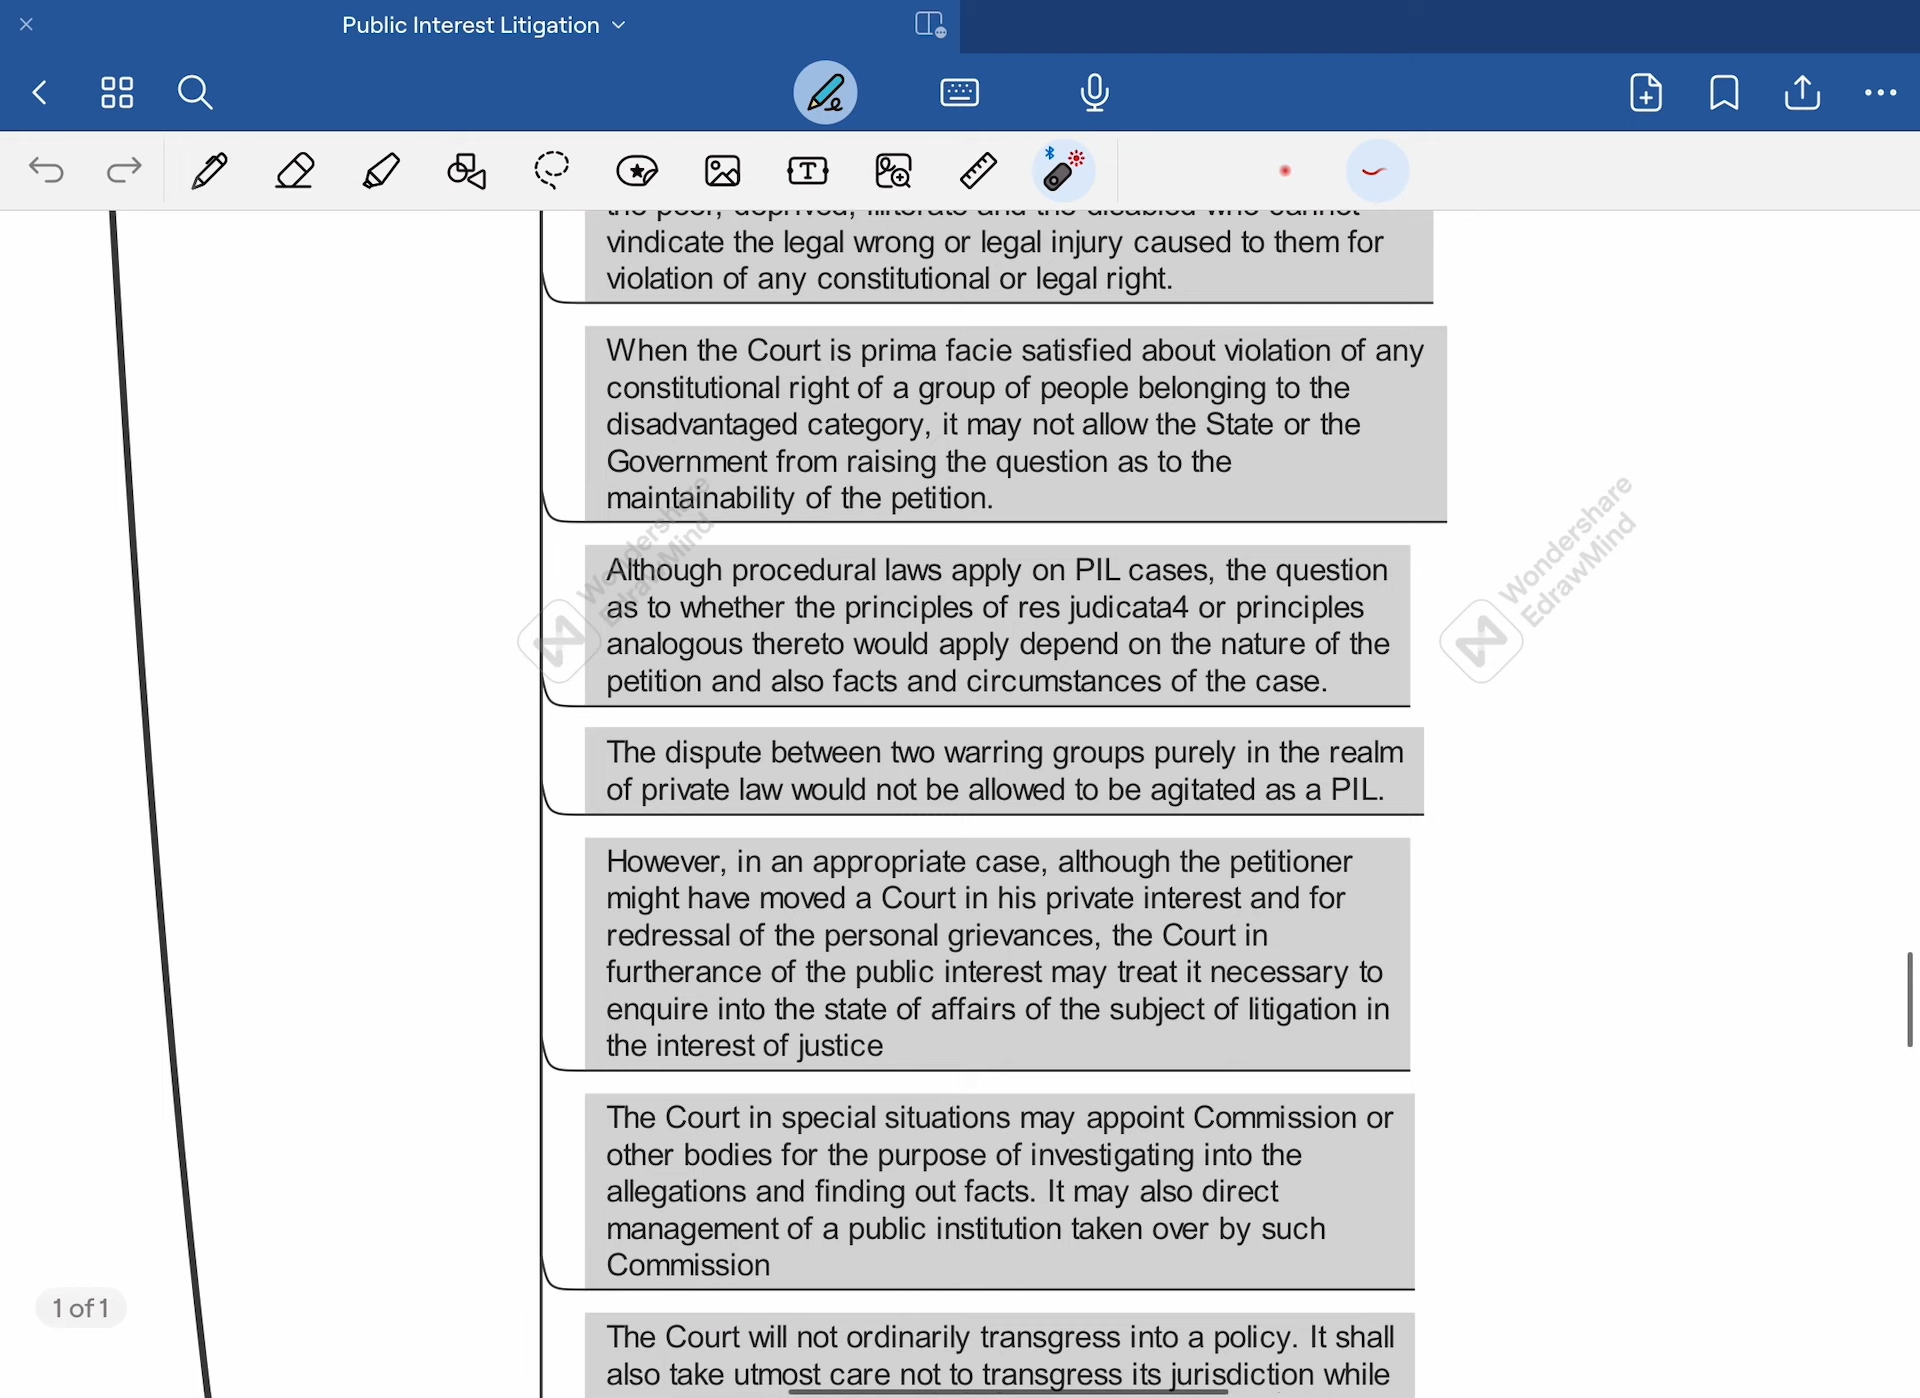 Public Interest Litigation
the poor, deprived, illiterate and the disabled who cannot
vindicate the legal wrong or legal injury caused to them for
violation of any constitutional or legal right.
When the Court is prima facie satisfied about violation of any
constitutional right of a group of people belonging to the
disadvantaged category, it may not allow the State or the
Government from raising the question as to the
maintainability of the petition.
Although procedural laws apply on PIL cases, the question
as to whether the principles of res judicata4 or principles
analogous thereto would apply depend on the nature of the
petition and also facts and circumstances of the case.
Wondershare
EdrawMind
Wondershare
EdrawMind
The dispute between two warring groups purely in the realm
of private law would not be allowed to be agitated as a PIL.
However, in an appropriate case, although the petitioner
might have moved a Court in his private interest and for
redressal of the personal grievances, the Court in
furtherance of the public interest may treat it necessary to
enquire into the state of affairs of the subject of litigation in
the interest of justice
The Court in special situations may appoint Commission or
other bodies for the purpose of investigating into the
allegations and finding out facts. It may also direct
management of a public institution taken over by such
Commission
1 of 1
The Court will not ordinarily transgress into a policy. It shall
also take utmost care not to transgress its jurisdiction while